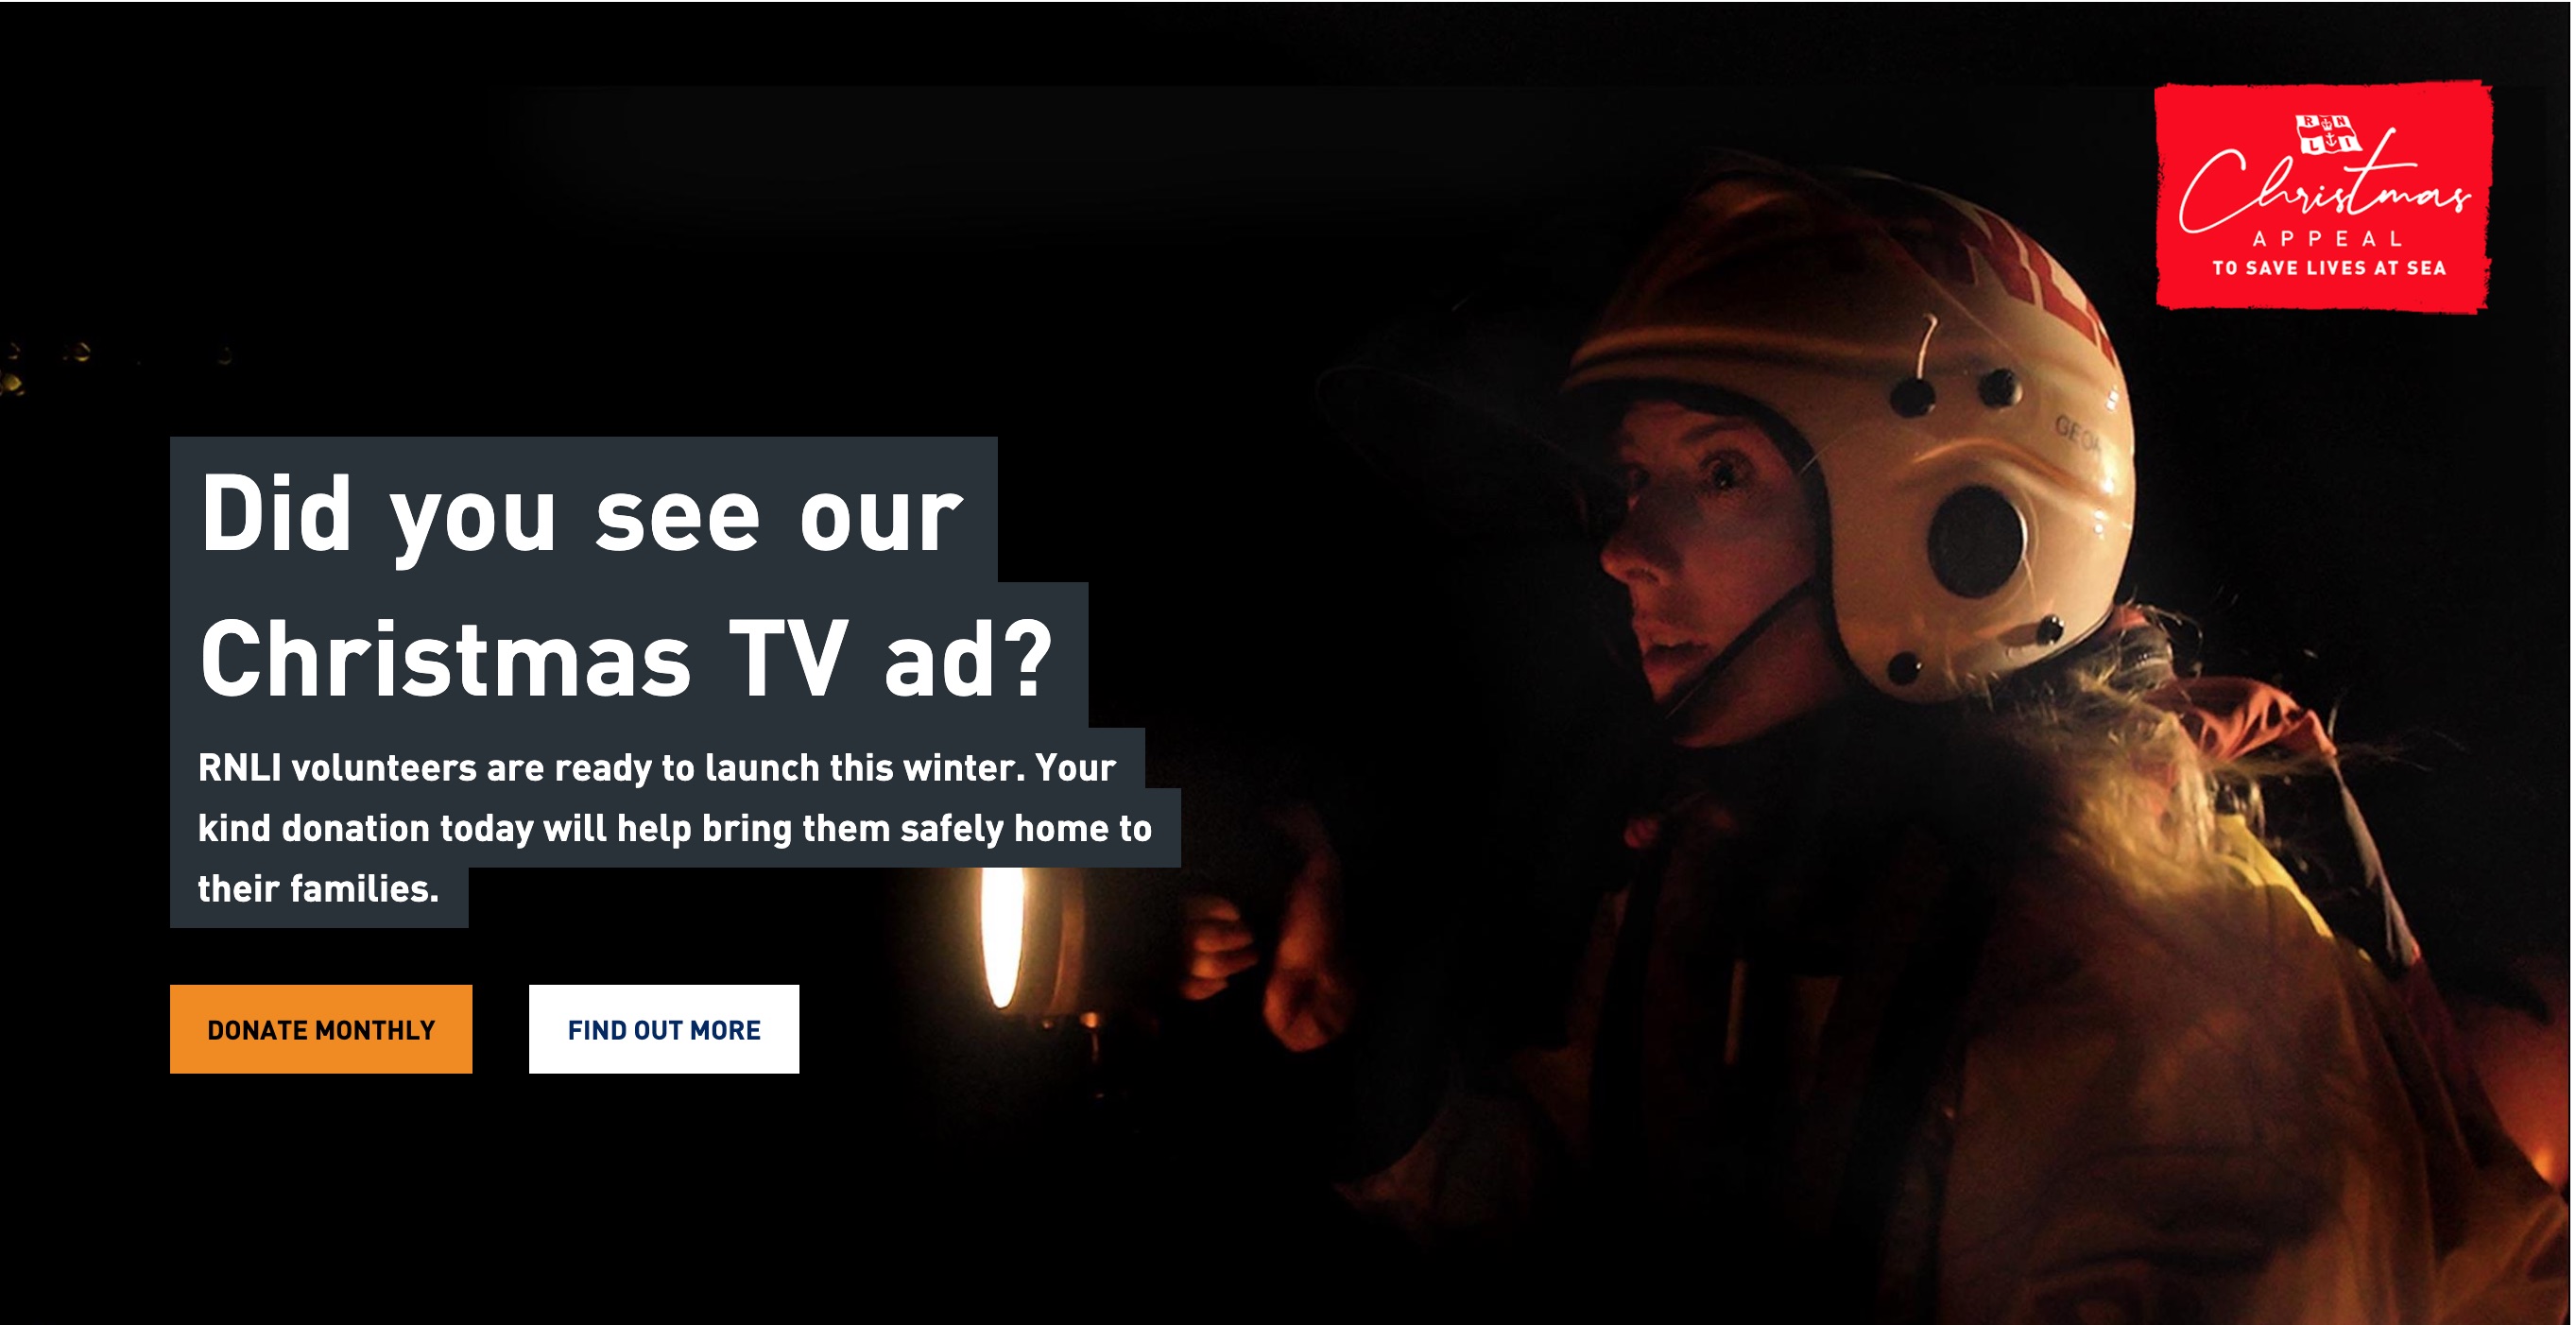 RNLI
Christmas
APPEAL
TO SAVE LIVES AT SEA
Did you see our
Christmas TV ad?
RNLI volunteers are ready to launch this winter. Your
kind donation today will help bring them safely home to
their families.
DONATE MONTHLY
FIND OUT MORE